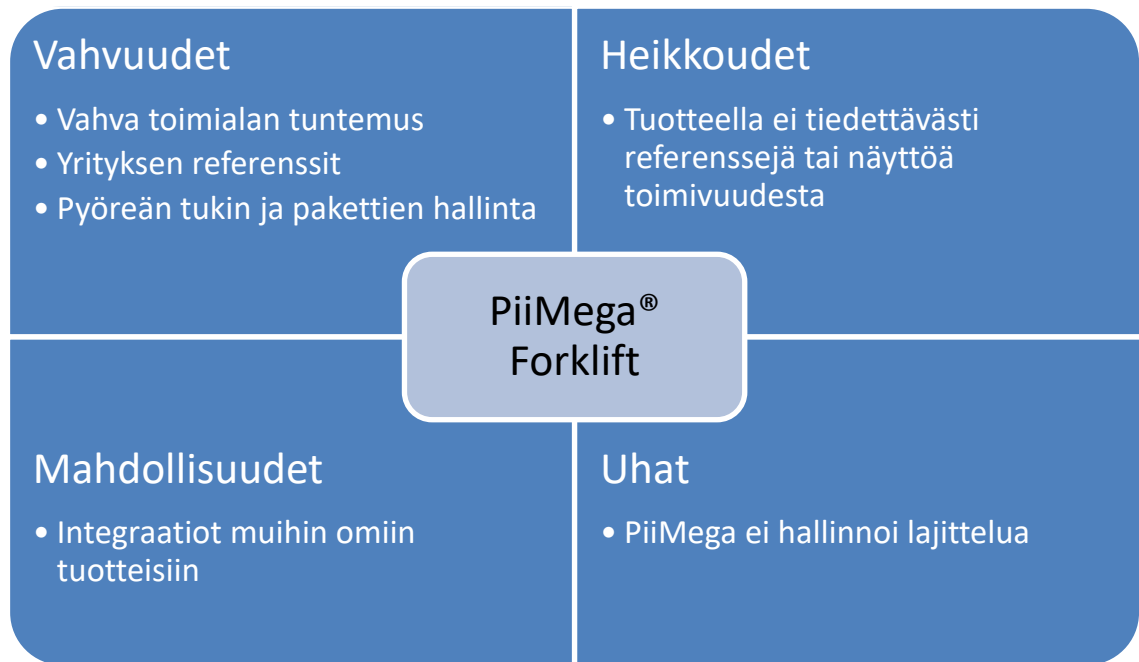 Vahvuudet
• Vahva toimialan tuntemus
• Yrityksen referenssit
• Pyöreän tukin ja pakettien hallinta
Heikkoudet
• Tuotteella ei tiedettävästi
referenssejä tai näyttöä
toimivuudesta
PiiMega®
Forklift
Mahdollisuudet
• Integraatiot muihin omiin
tuotteisiin
Uhat
• PiiMega ei hallinnoi lajittelua